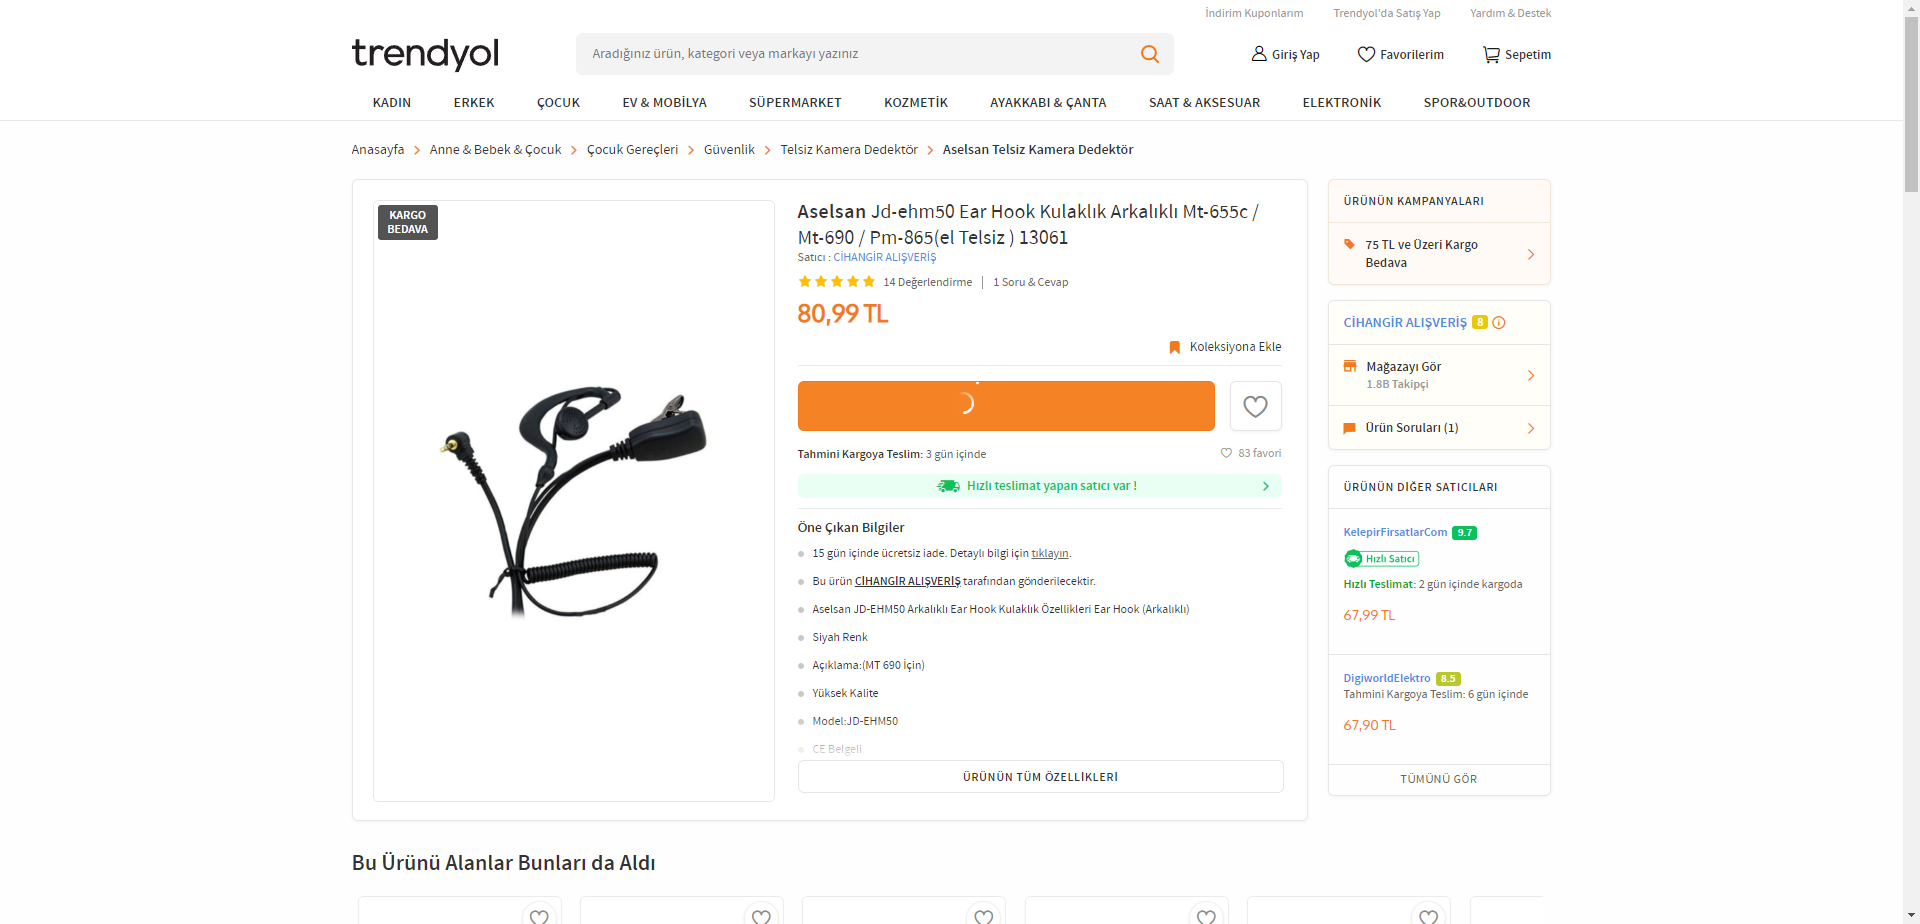 İndirim Kuponlarım
Trendyol'da Satış Yap
Yardım & Destek
trendyol
Aradığınız ürün, kategori veya markayı yazınız
Giriş Yap
Favorilerim
Sepetim
KADIN
ERKEK
ÇOCUK
EV & MOBİLYA
SÜPERMARKET
KOZMETİK
AYAKKABI & ÇANTA
SAAT & AKSESUAR
ELEKTRONİK
SPOR&OUTDOOR
Anasayfa
Anne & Bebek & Çocuk
Çocuk Gereçleri
Güvenlik
Telsiz Kamera Dedektör
Aselsan Telsiz Kamera Dedektör
KARGO
BEDAVA
Aselsan Jd-ehm50 Ear Hook Kulaklık Arkalıklı Mt-655c /
Mt-690 / Pm-865(el Telsiz ) 13061
Satıcı : CİHANGİR ALIŞVERİŞ
14 Değerlendirme | 1 Soru & Cevap
80,99 TL
Koleksiyona Ekle
Tahmini Kargoya Teslim: 3 gün içinde
83 favori
Hızlı teslimat yapan satıcı var !
Öne Çıkan Bilgiler
15 gün içinde ücretsiz iade. Detaylı bilgi için tıklayın.
Bu ürün CİHANGİR ALIŞVERİŞ tarafından gönderilecektir.
Aselsan JD-EHM50 Arkalıklı Ear Hook Kulaklık Özellikleri Ear Hook (Arkalıklı)
Siyah Renk
Açıklama:(MT 690 İçin)
Yüksek Kalite
Model:JD-EHM50
CE Belgeli
ÜRÜNÜN TÜM ÖZELLİKLERİ
ÜRÜNÜN KAMPANYALARI
75 TL ve Üzeri Kargo
Bedava
CİHANGİR ALIŞVERİŞ 8
Mağazayı Gör
1.8B Takipçi
Ürün Soruları (1)
ÜRÜNÜN DİĞER SATICILARI
KelepirFirsatlarCom 9.7
Hızlı Satıcı
Hızlı Teslimat: 2 gün içinde kargoda
67,99 TL
DigiworldElektro 8.5
Tahmini Kargoya Teslim: 6 gün içinde
67,90 TL
TÜMÜNÜ GÖR
Bu Ürünü Alanlar Bunları da Aldı